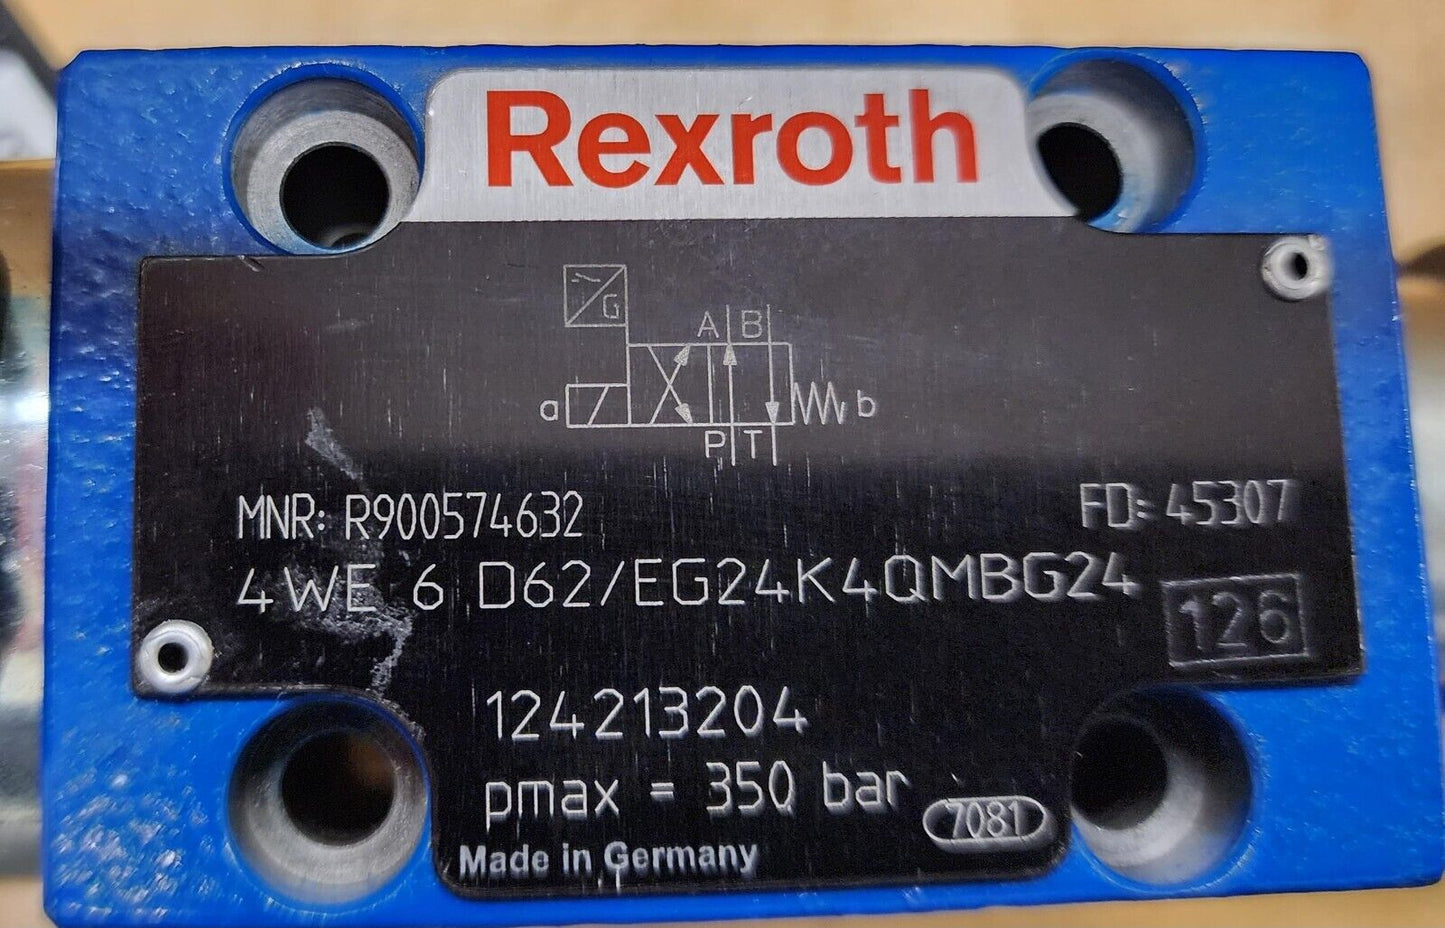 Rexroth
G
A B
a b
P T
MNR: R900574632 FD: 45307
4WE 6 D62/EG24K4QMBG24
126
124213204
pmax = 350 bar
7081
Made in Germany